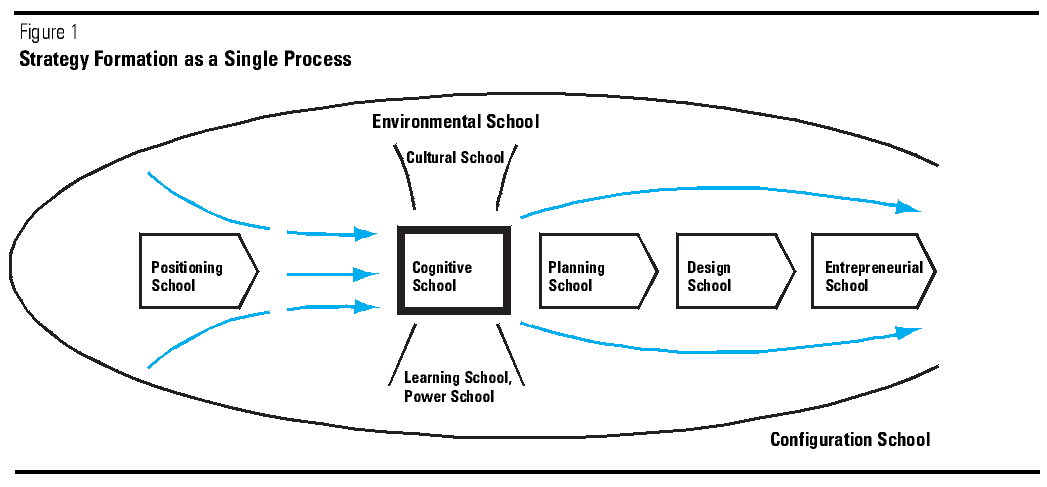 Figure 1
Strategy Formation as a Single Process
Environmental School
Cultural School
Positioning
School
Cognitive
School
Planning
School
Design
School
Entrepreneurial
School
Learning School,
Power School
Configuration School